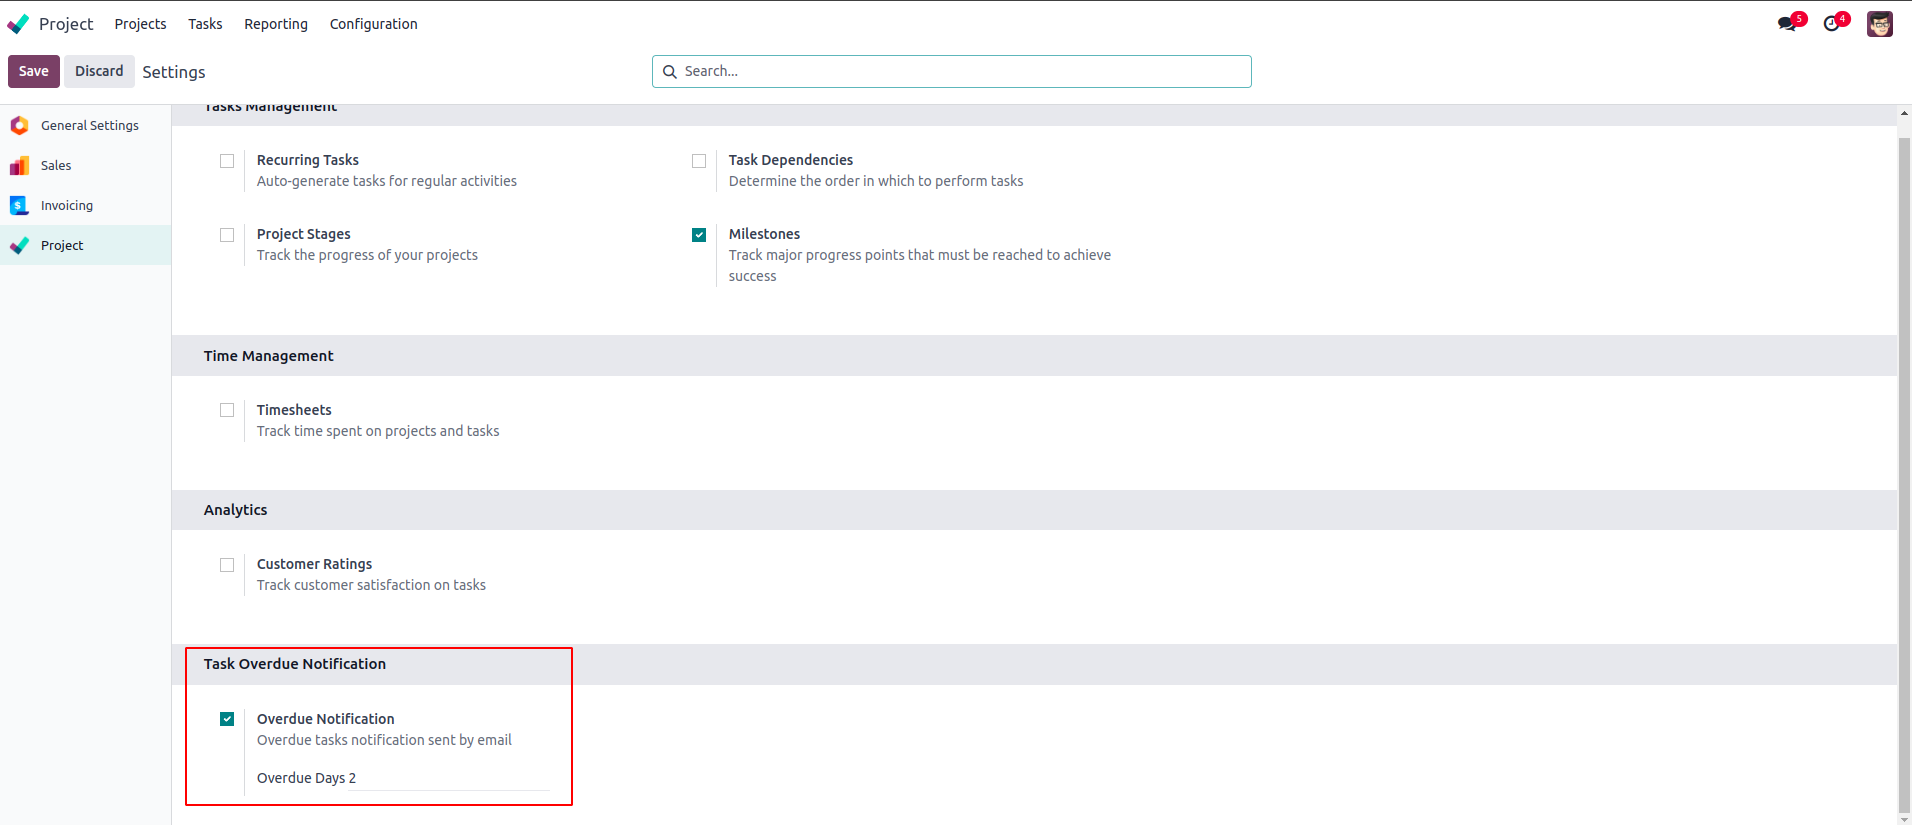 Project Projects Tasks Reporting Configuration 5 4
Save Discard Settings Search...
Tasks Management
General Settings
Sales
Invoicing
Project
Recurring Tasks
Auto-generate tasks for regular activities
Task Dependencies
Determine the order in which to perform tasks
Project Stages
Track the progress of your projects
Milestones
Track major progress points that must be reached to achieve
success
Time Management
Timesheets
Track time spent on projects and tasks
Analytics
Customer Ratings
Track customer satisfaction on tasks
Task Overdue Notification
Overdue Notification
Overdue tasks notification sent by email
Overdue Days 2